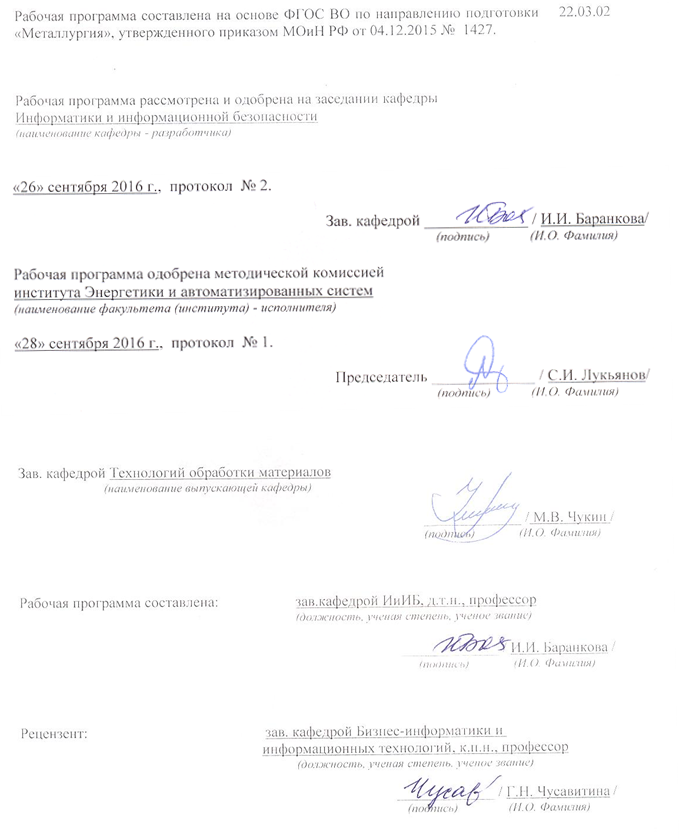 Рабочая программа составлена на основе ФГОС ВО по направлению подготовки 22.03.02
«Металлургия», утвержденного приказом МОиН РФ от 04.12.2015 № 1427.
Рабочая программа рассмотрена и одобрена на заседании кафедры
Информатики и информационной безопасности
(наименование кафедры - разработчика)
«26» сентября 2016 г., протокол № 2.
Зав. кафедрой / И.И. Баранкова/
(подпись) (И.О. Фамилия)
Рабочая программа одобрена методической комиссией
института Энергетики и автоматизированных систем
(наименование факультета (института) - исполнителя)
«28» сентября 2016 г., протокол № 1.
Председатель / С.И. Лукьянов/
(подпись) (И.О. Фамилия)
Зав. кафедрой Технологий обработки материалов
(наименование выпускающей кафедры)
/ М.В. Чукин /
(подпись) (И.О. Фамилия)
Рабочая программа составлена: зав.кафедрой ИиИБ, д.т.н., профессор
(должность, ученая степень, ученое звание)
И.И. Баранкова /
(подпись) (И.О. Фамилия)
Рецензент: зав. кафедрой Бизнес-информатики и
информационных технологий, к.п.н., профессор
(должность, ученая степень, ученое звание)
/ Г.Н. Чусавитина /
(подпись) (И.О. Фамилия)